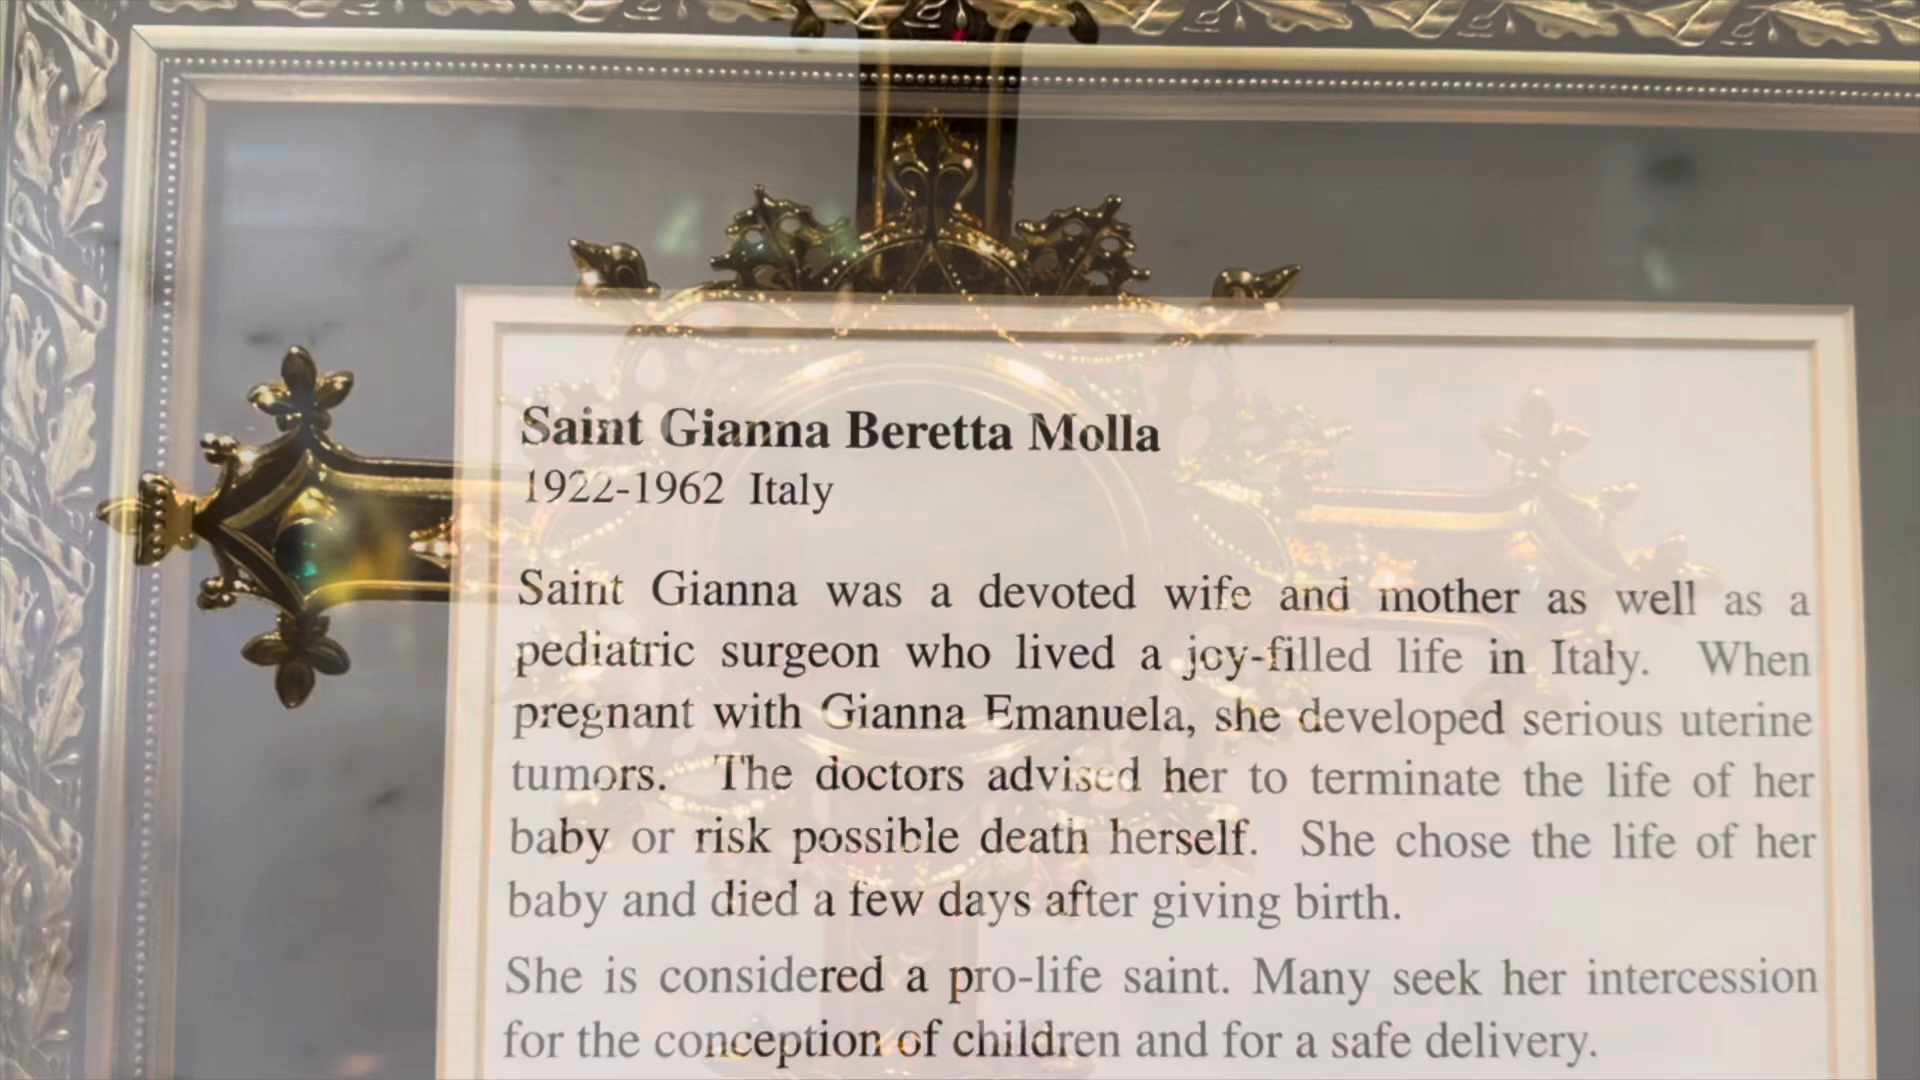 Saint Gianna Beretta Molla
1922-1962 Italy
Saint Gianna was a devoted wife and mother as well as a
pediatric surgeon who lived a joy-filled life in Italy. When
pregnant with Gianna Emanuela, she developed serious uterine
tumors. The doctors advised her to terminate the life of her
baby or risk possible death herself. She chose the life of her
baby and died a few days after giving birth.
She is considered a pro-life saint. Many seek her intercession
for the conception of children and for a safe delivery.